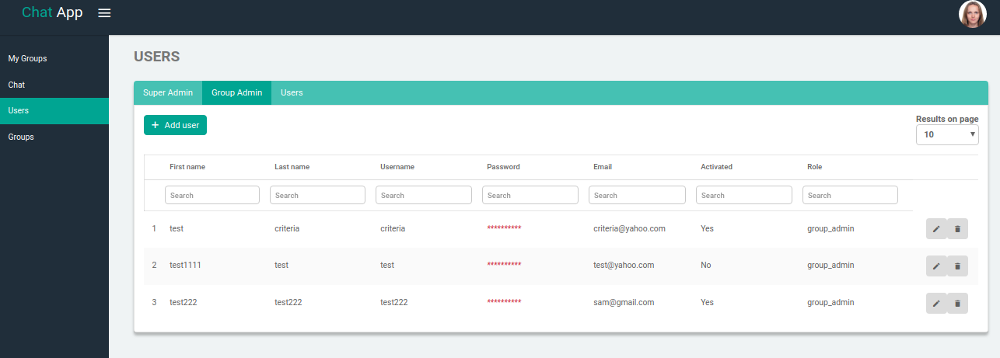 Chat App
My Groups
Chat
Users
Groups
USERS
Super Admin Group Admin Users
+ Add user
Results on page
10
First name Last name Username Password Email Activated Role
Search Search Search Search Search Search Search
1 test criteria criteria ********** criteria@yahoo.com Yes group_admin
2 test1111 test test ********** test@yahoo.com No group_admin
3 test222 test222 test222 ********** sam@gmail.com Yes group_admin